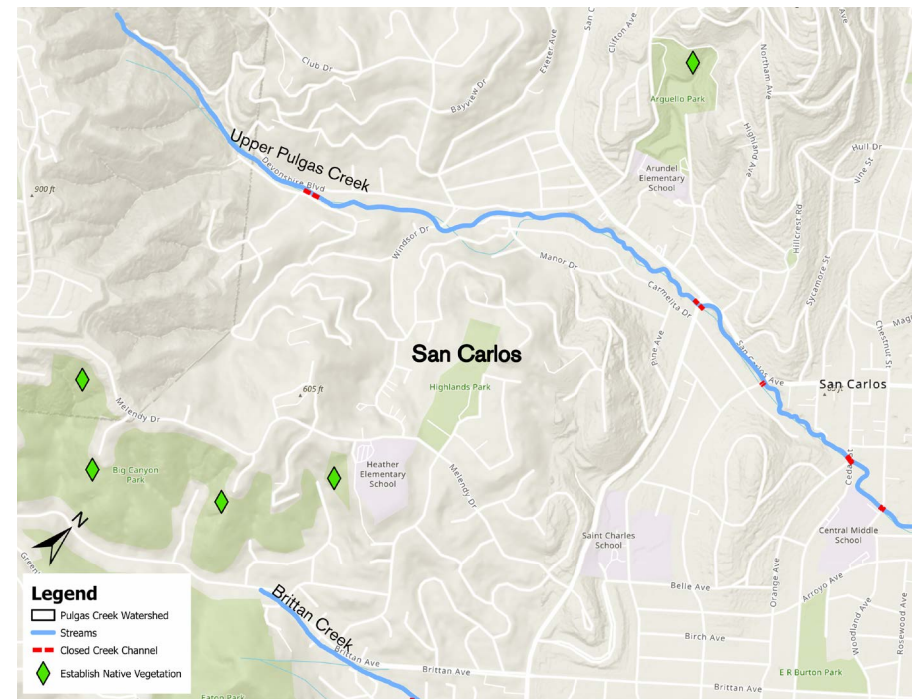 Club Dr
Exeter Ave
San C
Clifton Ave
Bayview Dr
Northam Ave
Arguello Park
Highland Ave
Hull Dr
Vine St
Upper Pulgas Creek
Devonshire Blvd
Arundel
Elementary
School
900 ft
Hillcrest Rd
Windsor Dr
Manor Dr
Sycamore St
Carmelita Dr
Chestnut St
Pine Ave
San Carlos Ave
San Carlos
Highlands Park
San Carlos
605 ft
Melendy Dr
Big Canyon
Park
Heather
Elementary
School
Melendy Dr
Cedar St
N
Saint Charles
School
Central Middle
School
Green
Belle Ave
Orange Ave
Arroyo Ave
Woodland Ave
Rosewood Ave
Brittan Creek
Birch Ave
Brittan Ave
Brittan Ave
E R Burton Park
Eaton Park
Legend
Pulgas Creek Watershed
Streams
Closed Creek Channel
Establish Native Vegetation